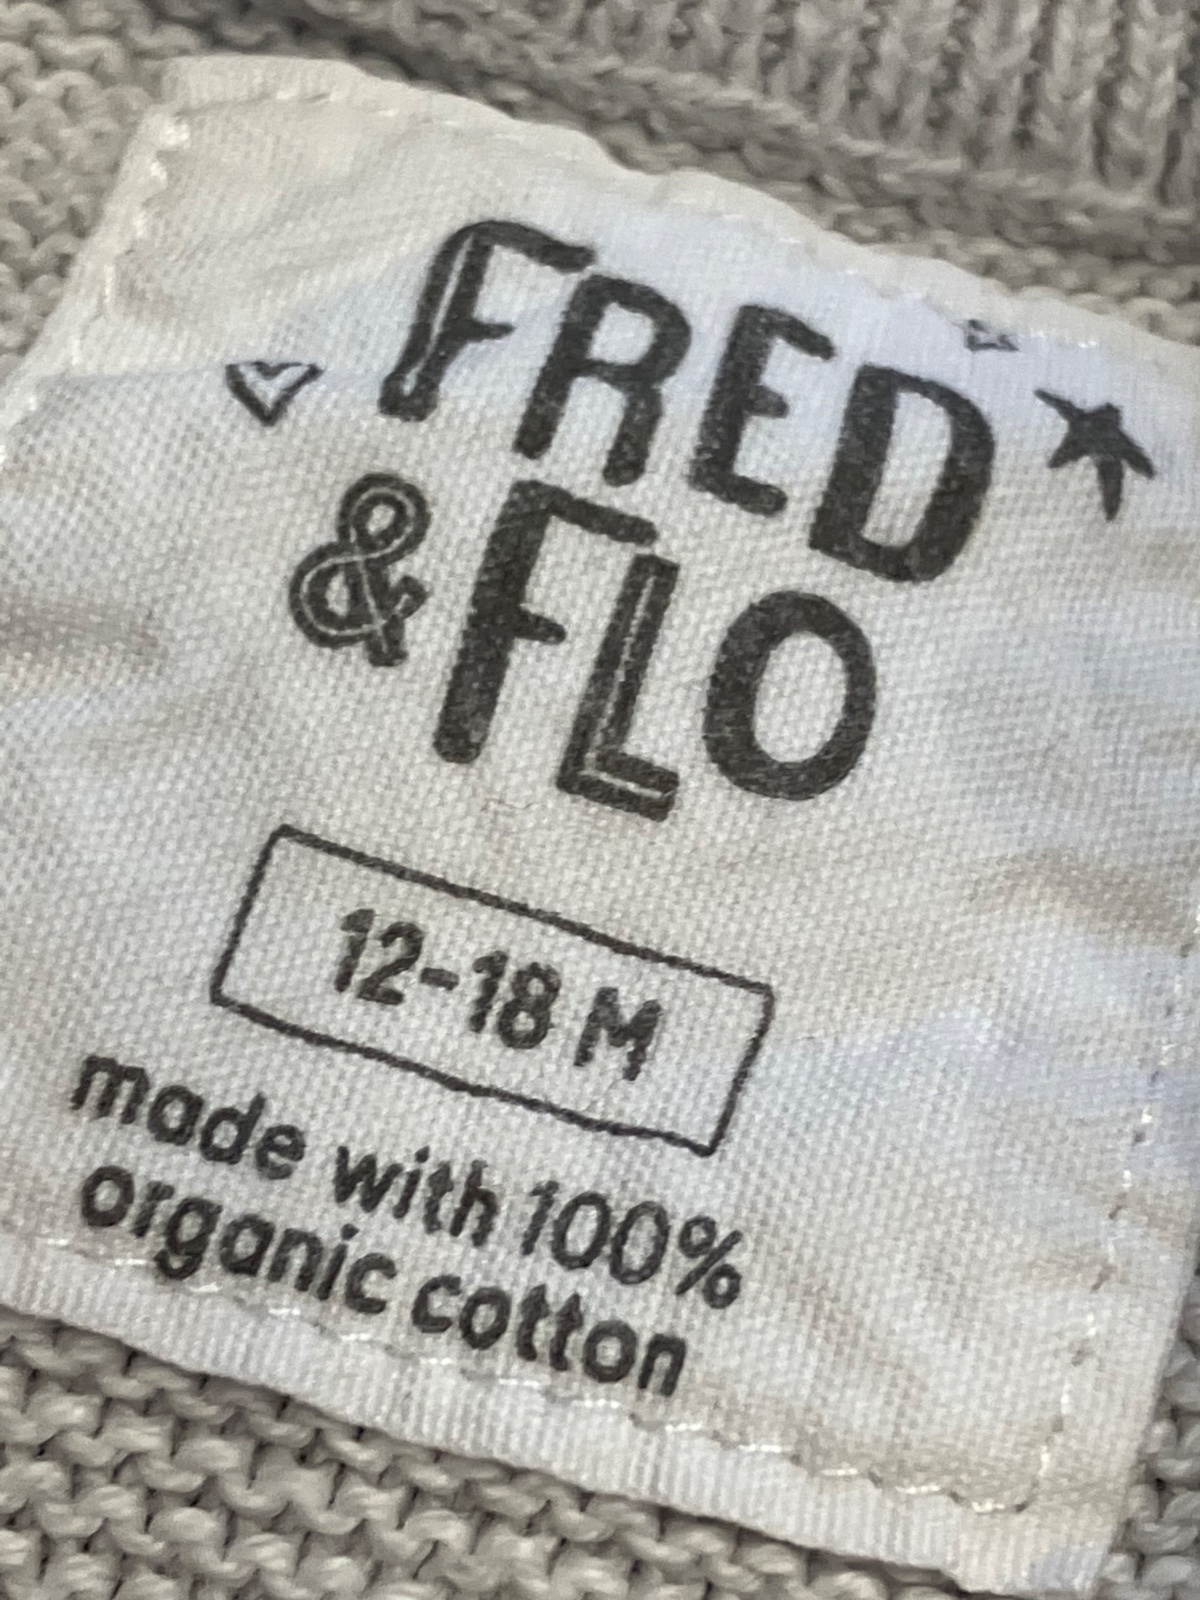 FRED
& FLO
12-18 M
made with 100%
organic cotton